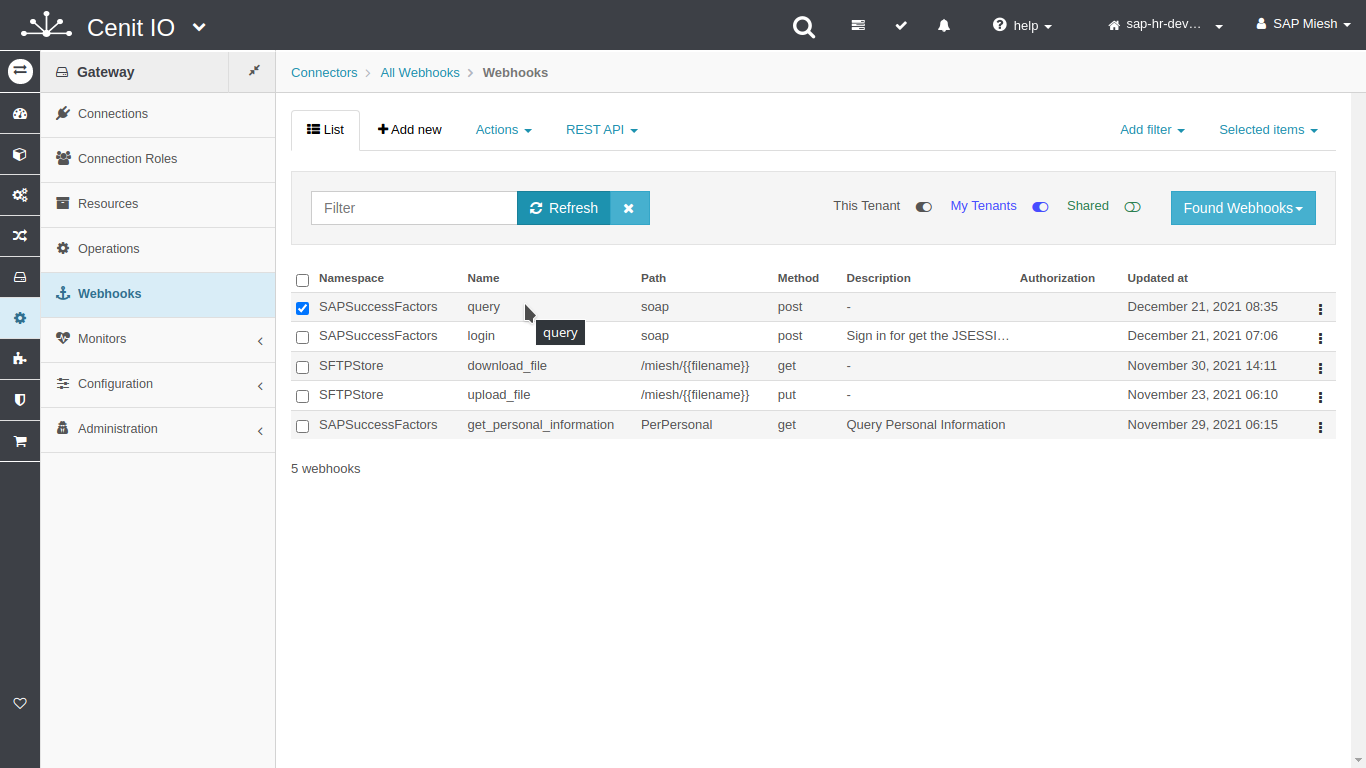 Cenit IO
help
sap-hr-dev…
SAP Miesh
Gateway
Connectors
All Webhooks
Webhooks
Connections
Connection Roles
Resources
Operations
Webhooks
Monitors
Configuration
Administration
List
Add new
Actions
REST API
Add filter
Selected items
Filter
Refresh
This Tenant
My Tenants
Shared
Found Webhooks
Namespace Name Path Method Description Authorization Updated at
SAPSuccessFactors query soap post - December 21, 2021 08:35
query
SAPSuccessFactors login soap post Sign in for get the JSESSI… December 21, 2021 07:06
SFTPStore download_file /miesh/{{filename}} get - November 30, 2021 14:11
SFTPStore upload_file /miesh/{{filename}} put - November 23, 2021 06:10
SAPSuccessFactors get_personal_information PerPersonal get Query Personal Information November 29, 2021 06:15
5 webhooks